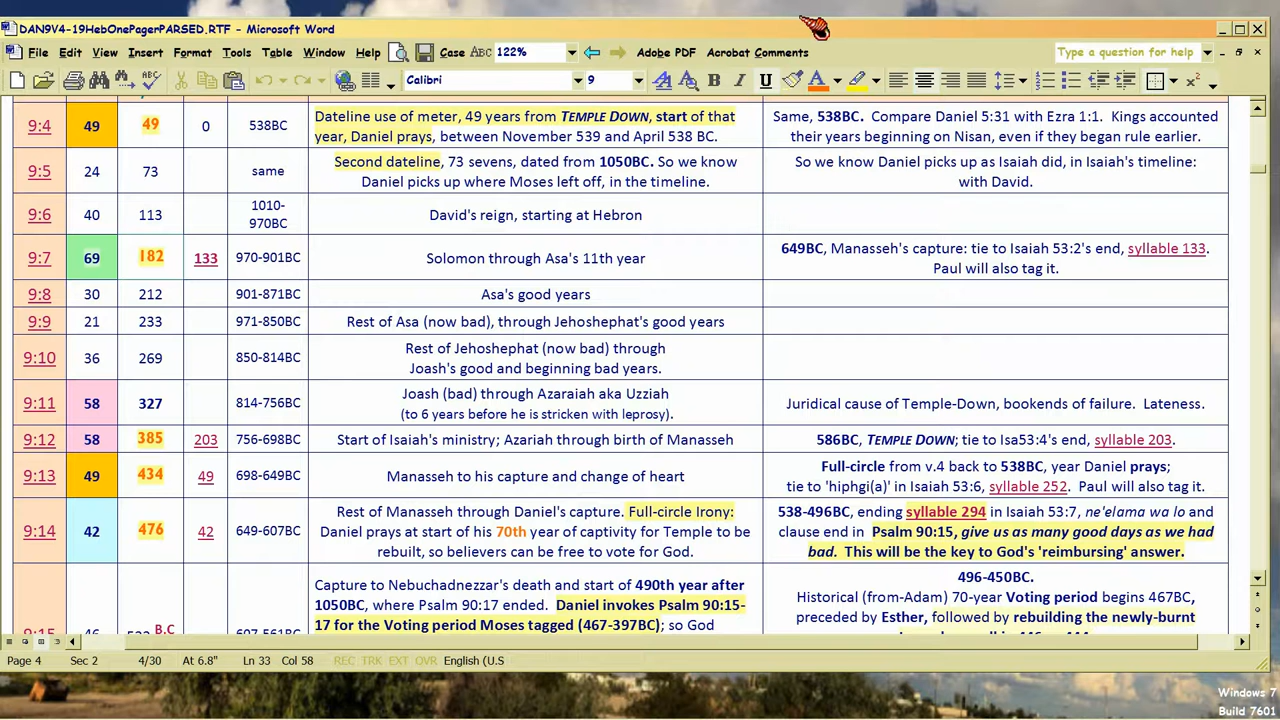 DAN9V4-19HebOnePagerPARSED.RTF - Microsoft Word
File Edit View Insert Format Tools Table Window Help Case ABC 122% Adobe PDF Acrobat Comments Type a question for help
Calibri 9
9:4 49 49 0 538BC Dateline use of meter, 49 years from TEMPLE DOWN, start of that Same, 538BC. Compare Daniel 5:31 with Ezra 1:1. Kings accounted
year, Daniel prays, between November 539 and April 538 BC. their years beginning on Nisan, even if they began rule earlier.
9:5 24 73 same Second dateline, 73 sevens, dated from 1050BC. So we know So we know Daniel picks up as Isaiah did, in Isaiah's timeline:
Daniel picks up where Moses left off, in the timeline. with David.
9:6 40 113 1010-
970BC David's reign, starting at Hebron
9:7 69 182 133 970-901BC Solomon through Asa's 11th year 649BC, Manasseh's capture: tie to Isaiah 53:2's end, syllable 133.
Paul will also tag it.
9:8 30 212 901-871BC Asa's good years
9:9 21 233 971-850BC Rest of Asa (now bad), through Jehoshephat's good years
9:10 36 269 850-814BC Rest of Jehoshephat (now bad) through
Joash's good and beginning bad years.
9:11 58 327 814-756BC Joash (bad) through Azaraiah aka Uzziah
(to 6 years before he is stricken with leprosy). Juridical cause of Temple-Down, bookends of failure. Lateness.
9:12 58 385 203 756-698BC Start of Isaiah's ministry; Azariah through birth of Manasseh 586BC, TEMPLE DOWN; tie to Isa53:4's end, syllable 203.
9:13 49 434 49 698-649BC Manasseh to his capture and change of heart Full-circle from v.4 back to 538BC, year Daniel prays;
tie to 'hiphgi(a)' in Isaiah 53:6, syllable 252. Paul will also tag it.
9:14 42 476 42 649-607BC Rest of Manasseh through Daniel's capture. Full-circle Irony: 538-496BC, ending syllable 294 in Isaiah 53:7, ne'elama wa lo and
Daniel prays at start of his 70th year of captivity for Temple to be clause end in Psalm 90:15, give us as many good days as we had
rebuilt, so believers can be free to vote for God. bad. This will be the key to God's 'reimbursing' answer.
Capture to Nebuchadnezzar's death and start of 490th year after 496-450BC.
1050BC, where Psalm 90:17 ended. Daniel invokes Psalm 90:15- Historical (from-Adam) 70-year Voting period begins 467BC,
17 for the Voting period Moses tagged (467-397BC); so God preceded by Esther, followed by rebuilding the newly-burnt
B.C 607-561BC
Page 4 Sec 2 4/30 At 6.8" Ln 33 Col 58 REC TRK EXT OVR English (U.S
Windows 7
Build 7601